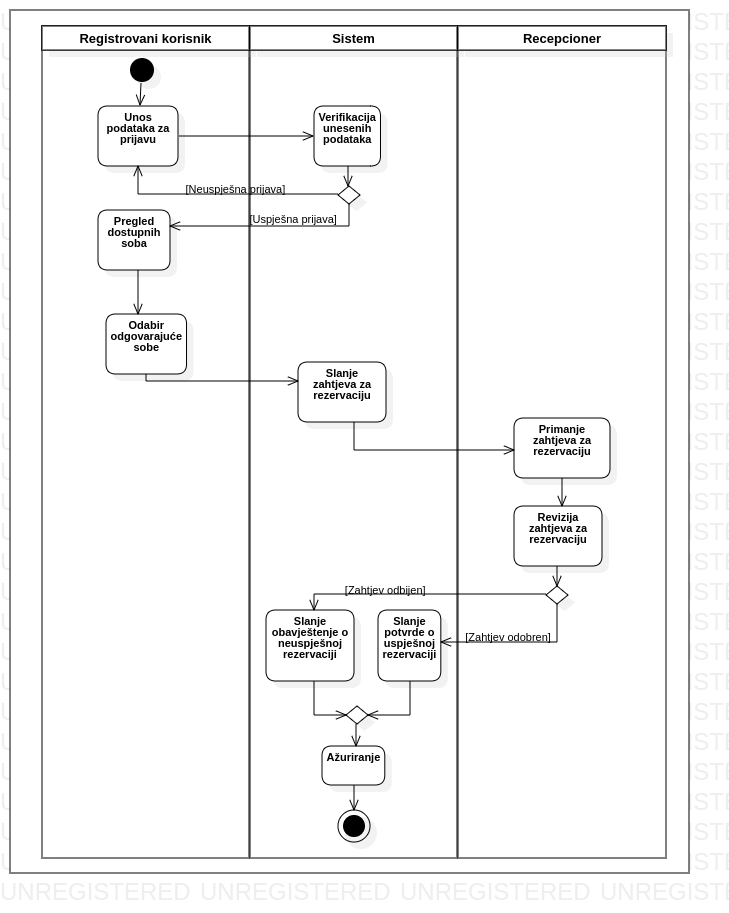 Registrovani korisnik
Sistem
Recepcioner
Unos
podataka za
prijavu
Verifikacija
unesenih
podataka
[Neuspješna prijava]
[Uspješna prijava]
Pregled
dostupnih
soba
Odabir
odgovarajuće
sobe
Slanje
zahtjeva za
rezervaciju
Primanje
zahtjeva za
rezervaciju
Revizija
zahtjeva za
rezervaciju
[Zahtjev odbijen]
[Zahtjev odobren]
Slanje
obavještenje o
neuspješnoj
rezervaciji
Slanje
potvrde o
uspješnoj
rezervaciji
Ažuriranje
UNREGISTERED UNREGISTERED UNREGISTERED UNREGISTE